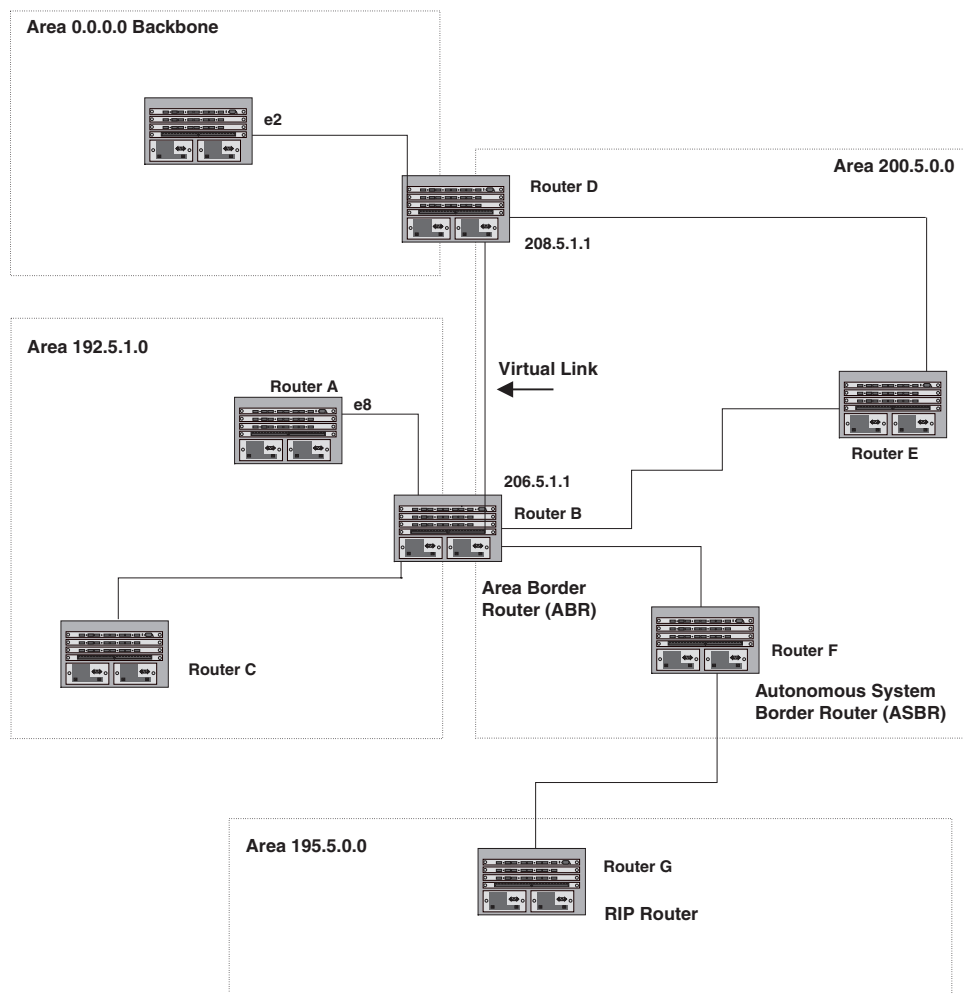 Area 0.0.0.0 Backbone
e2
Area 200.5.0.0
Router D
208.5.1.1
Area 192.5.1.0
Virtual Link
Router A
e8
Router E
206.5.1.1
Router B
Area Border
Router (ABR)
Router F
Router C
Autonomous System
Border Router (ASBR)
Area 195.5.0.0
Router G
RIP Router